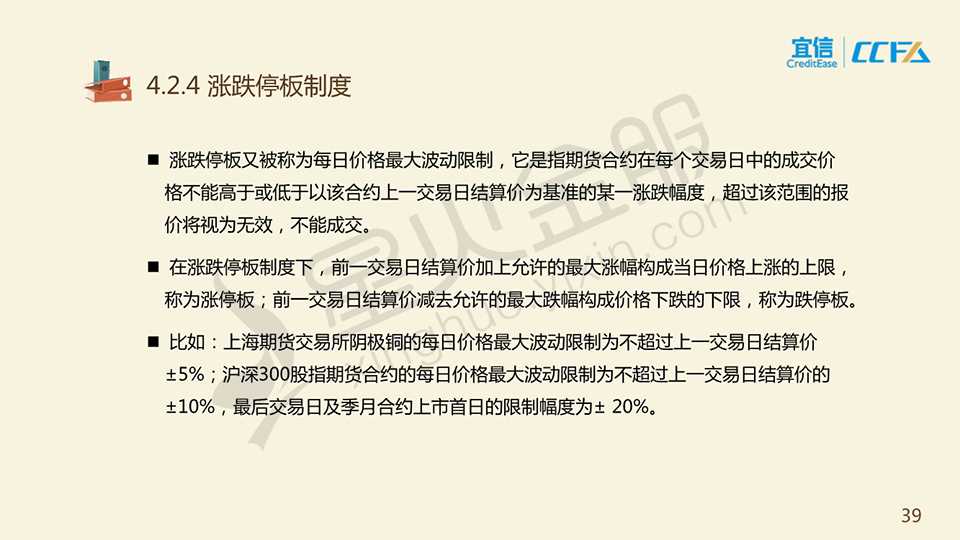 宜信
CreditEase
CCFA
4.2.4 涨跌停板制度
■ 涨跌停板又被称为每日价格最大波动限制，它是指期货合约在每个交易日中的成交价
格不能高于或低于以该合约上一交易日结算价为基准的某一涨跌幅度，超过该范围的报
价将视为无效，不能成交。
■ 在涨跌停板制度下，前一交易日结算价加上允许的最大涨幅构成当日价格上涨的上限，
称为涨停板；前一交易日结算价减去允许的最大跌幅构成价格下跌的下限，称为跌停板。
■ 比如：上海期货交易所阴极铜的每日价格最大波动限制为不超过上一交易日结算价
±5%；沪深300股指期货合约的每日价格最大波动限制为不超过上一交易日结算价的
±10%，最后交易日及季月合约上市首日的限制幅度为± 20%。
星火金服
xinghuo.yixin.com
39